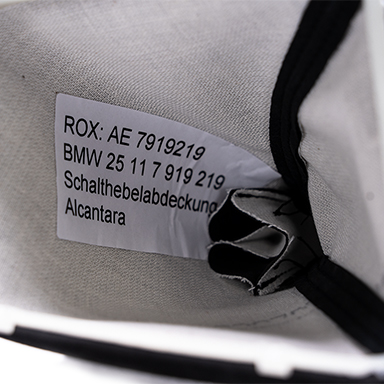 ROX: AE 7919219
BMW 25 11 7 919 219
Schalthebelabdeckung
Alcantara